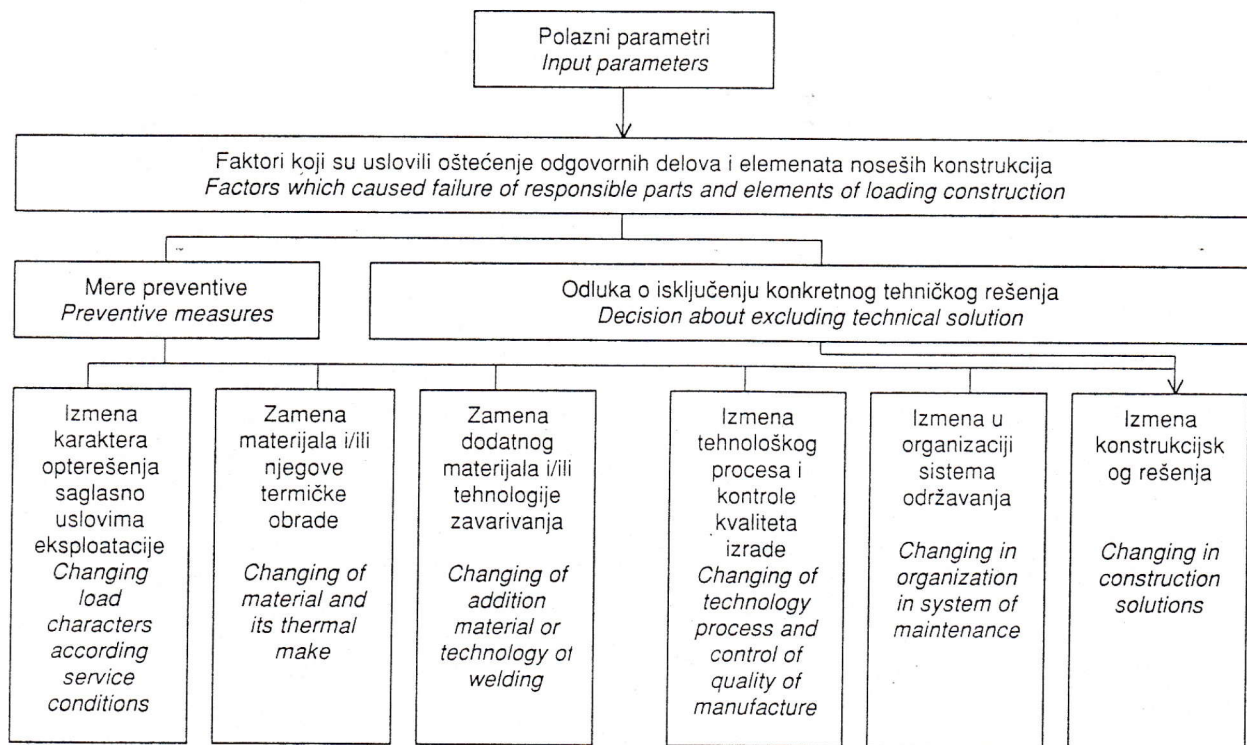 Polazni parametri
Input parameters
Faktori koji su uslovili oštećenje odgovornih delova i elemenata noseših konstrukcija
Factors which caused failure of responsible parts and elements of loading construction
Mere preventive
Preventive measures
Odluka o isključenju konkretnog tehničkog rešenja
Decision about excluding technical solution
Izmena
karaktera
opterešenja
saglasno
uslovima
eksploatacije
Changing
load
characters
according
service
conditions
Zamena
materijala i/ili
njegove
termičke
obrade
Changing of
material and
its thermal
make
Zamena
dodatnog
materijala i/ili
tehnologije
zavarivanja
Changing of
addition
material or
technology of
welding
Izmena
tehnološkog
procesa i
kontrole
kvaliteta
izrade
Changing of
technology
process and
control of
quality of
manufacture
Izmena u
organizaciji
sistema
održavanja
Changing in
organization
in system of
maintenance
Izmena
konstrukcijsk
og rešenja
Changing in
construction
solutions